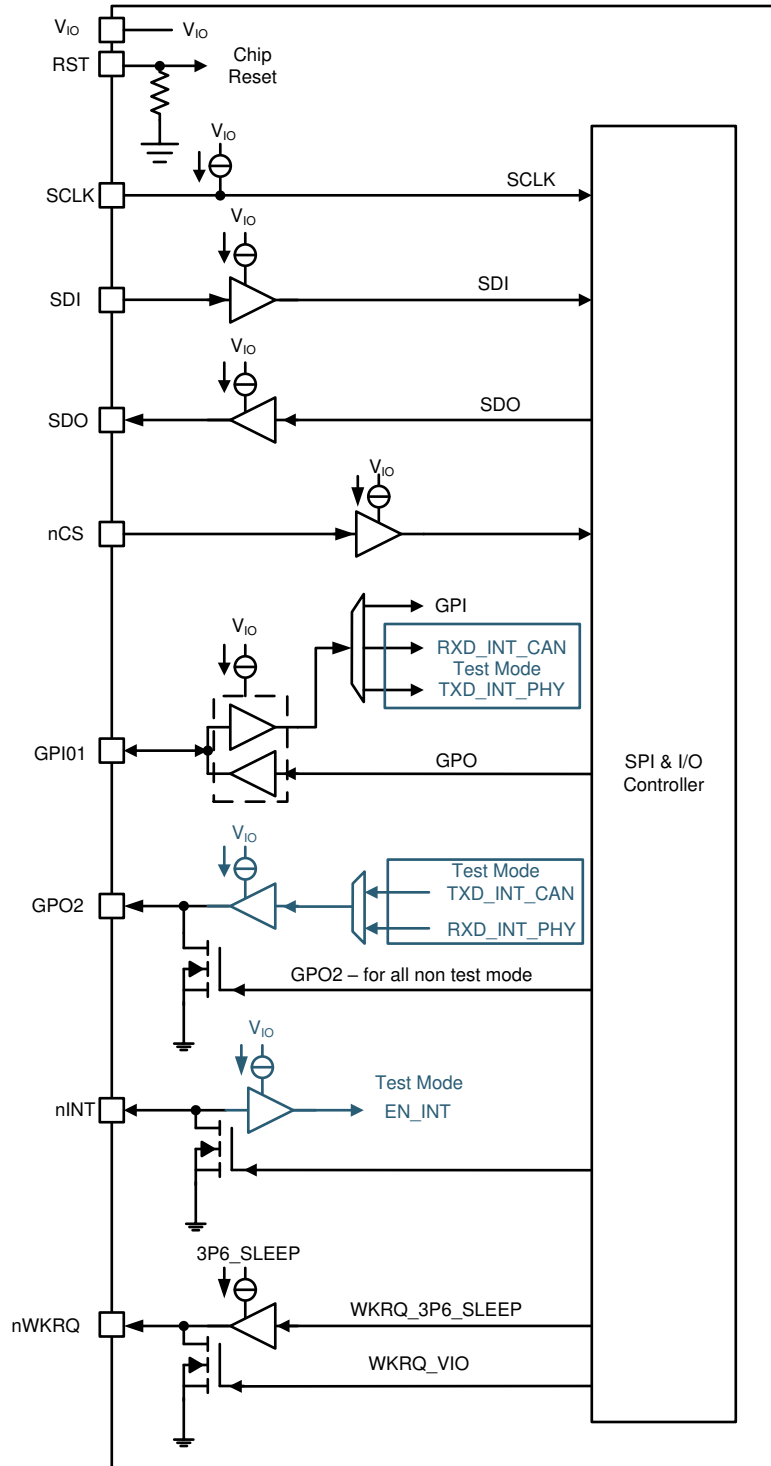 VIO
VIO
RST
Chip
Reset
VIO
SCLK
SCLK
VIO
SDI
SDI
VIO
SDO
SDO
VIO
nCS
GPI
VIO
RXD_INT_CAN
Test Mode
TXD_INT_PHY
GPI01
GPO
SPI & I/O
Controller
VIO
Test Mode
TXD_INT_CAN
GPO2
RXD_INT_PHY
GPO2 – for all non test mode
VIO
Test Mode
nINT
EN_INT
3P6_SLEEP
nWKRQ
WKRQ_3P6_SLEEP
WKRQ_VIO